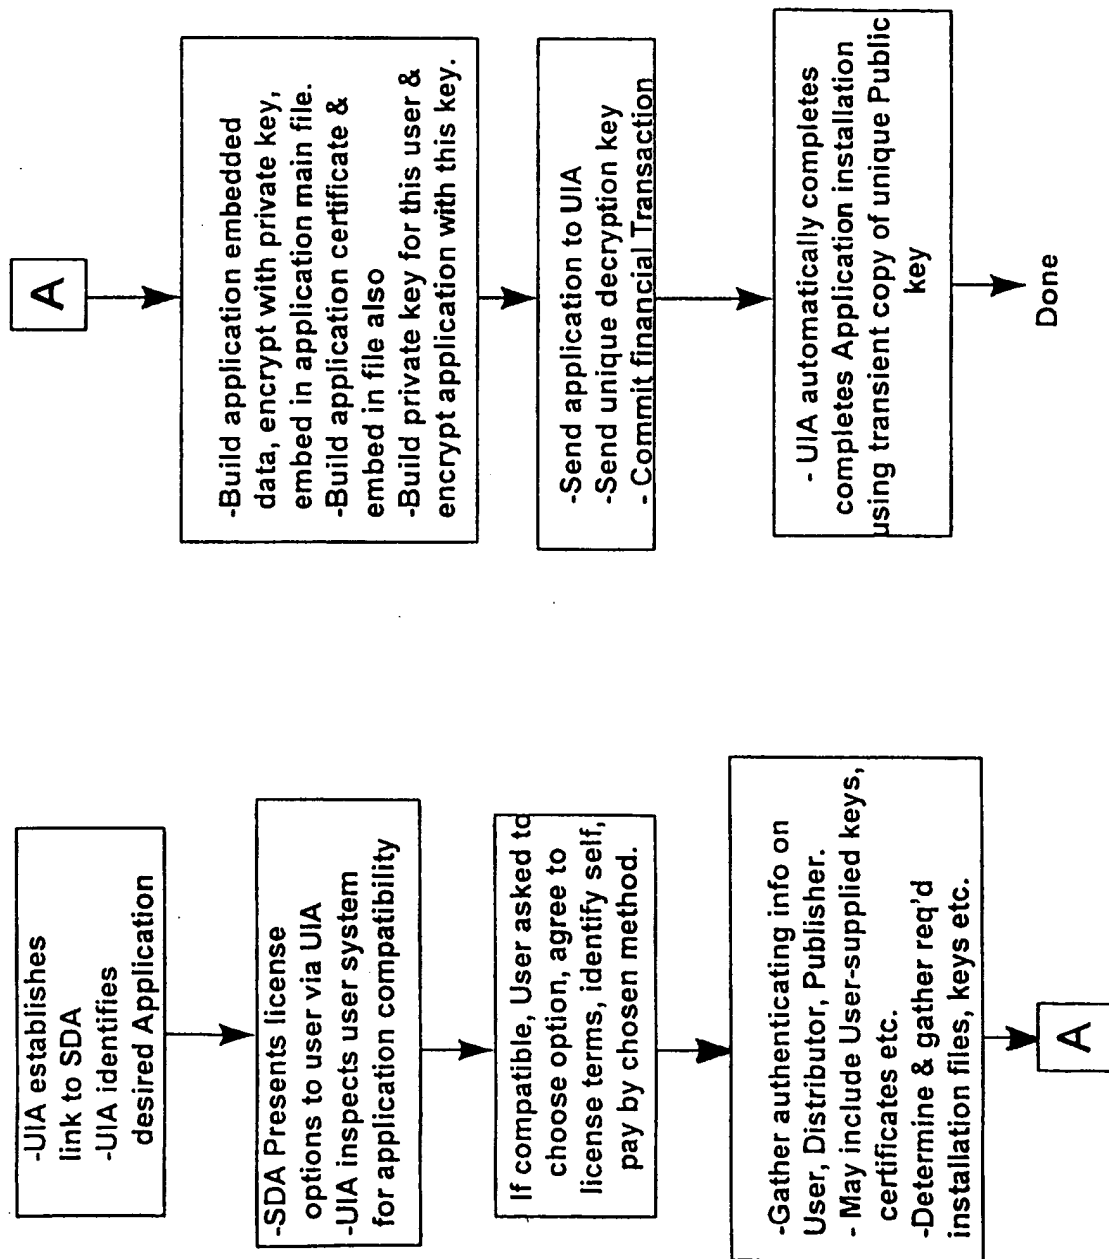 -UIA establishes
link to SDA
-UIA identifies
desired Application
-SDA Presents license
options to user via UIA
-UIA inspects user system
for application compatibility
If compatible, User asked to
choose option, agree to
license terms, identify self,
pay by chosen method.
-Gather authenticating info on
User, Distributor, Publisher.
- May include User-supplied keys,
certificates etc.
-Determine & gather req'd
installation files, keys etc.
A
A
-Build application embedded
data, encrypt with private key,
embed in application main file.
-Build application certificate &
embed in file also
-Build private key for this user &
encrypt application with this key.
-Send application to UIA
-Send unique decryption key
- Commit financial Transaction
- UIA automatically completes
completes Application installation
using transient copy of unique Public
key
Done